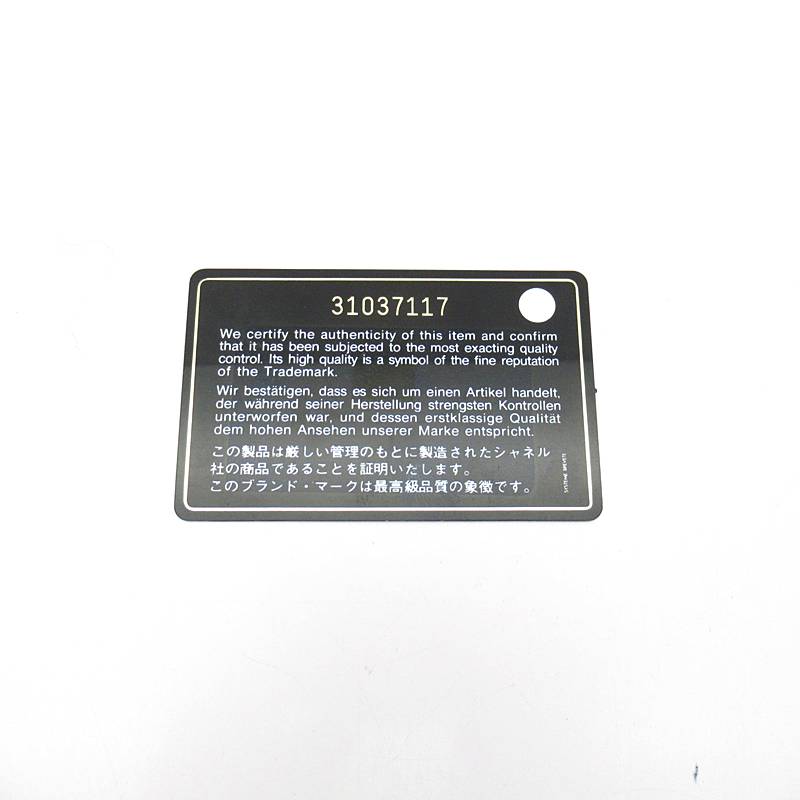 31037117
We certify the authenticity of this item and confirm
that it has been subjected to the most exacting quality
control. Its high quality is a symbol of the fine reputation
of the Trademark.
Wir bestätigen, dass es sich um einen Artikel handelt,
der während seiner Herstellung strengsten Kontrollen
unterworfen war, und dessen erstklassige Qualität
dem hohen Ansehen unserer Marke entspricht.
この製品は厳しい管理のもとに製造されたシャネル
社の商品であることを証明いたします。
このブランド・マークは最高級品質の象徴です。
SYSTEME BREVETE